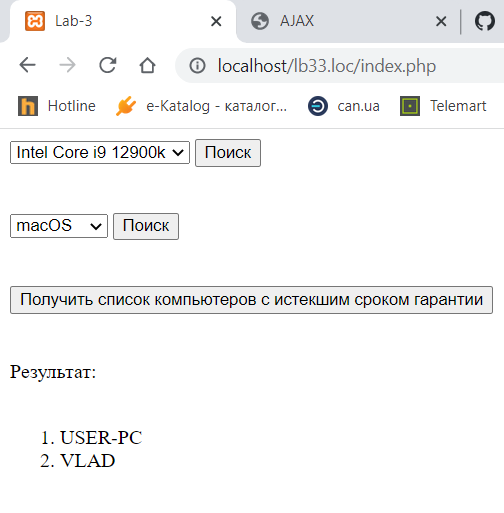 Lab-3 AJAX
localhost/lb33.loc/index.php
Hotline e-Katalog - каталог... can.ua Telemart
Intel Core i9 12900k Поиск
macOS Поиск
Получить список компьютеров с истекшим сроком гарантии
Результат:
1. USER-PC
2. VLAD